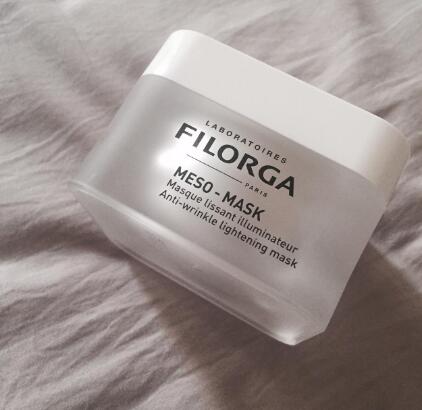 LABORATOIRES
FILORGA
PARIS
MESO - MASK
Masque lissant illuminateur
Anti-wrinkle lightening mask